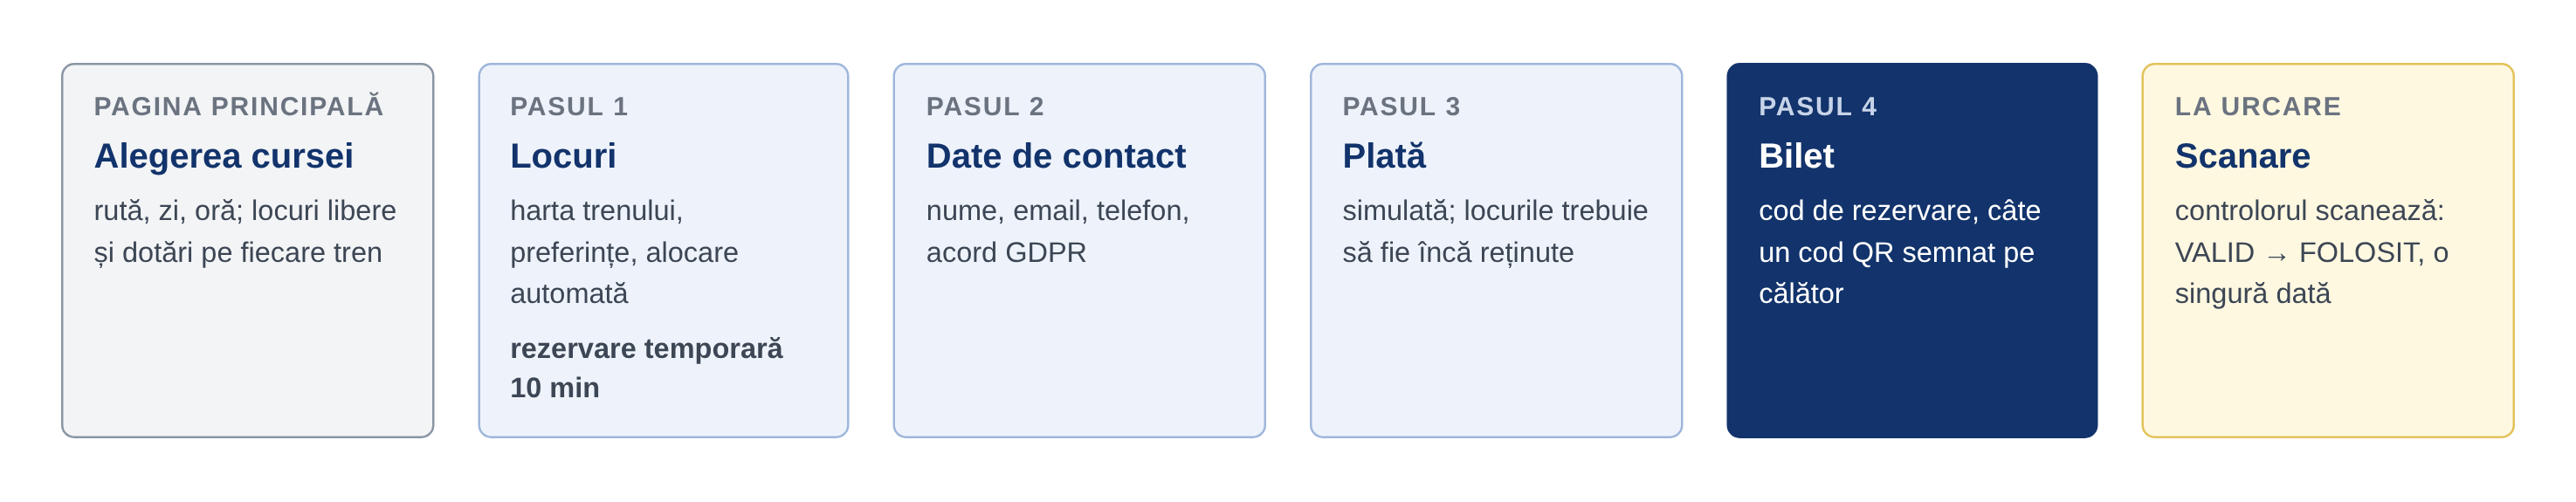 PAGINA PRINCIPALĂ
Alegerea cursei
rută, zi, oră; locuri libere
și dotări pe fiecare tren
PASUL 1
Locuri
harta trenului,
preferințe, alocare
automată
rezervare temporară
10 min
PASUL 2
Date de contact
nume, email, telefon,
acord GDPR
PASUL 3
Plată
simulată; locurile trebuie
să fie încă reținute
PASUL 4
Bilet
cod de rezervare, câte
un cod QR semnat pe
călător
LA URCARE
Scanare
controlorul scanează:
VALID → FOLOSIT, o
singură dată